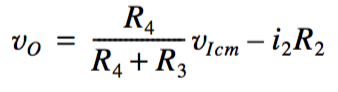 v_O = \frac{R_4}{R_4 + R_3} v_{Icm} - i_2 R_2